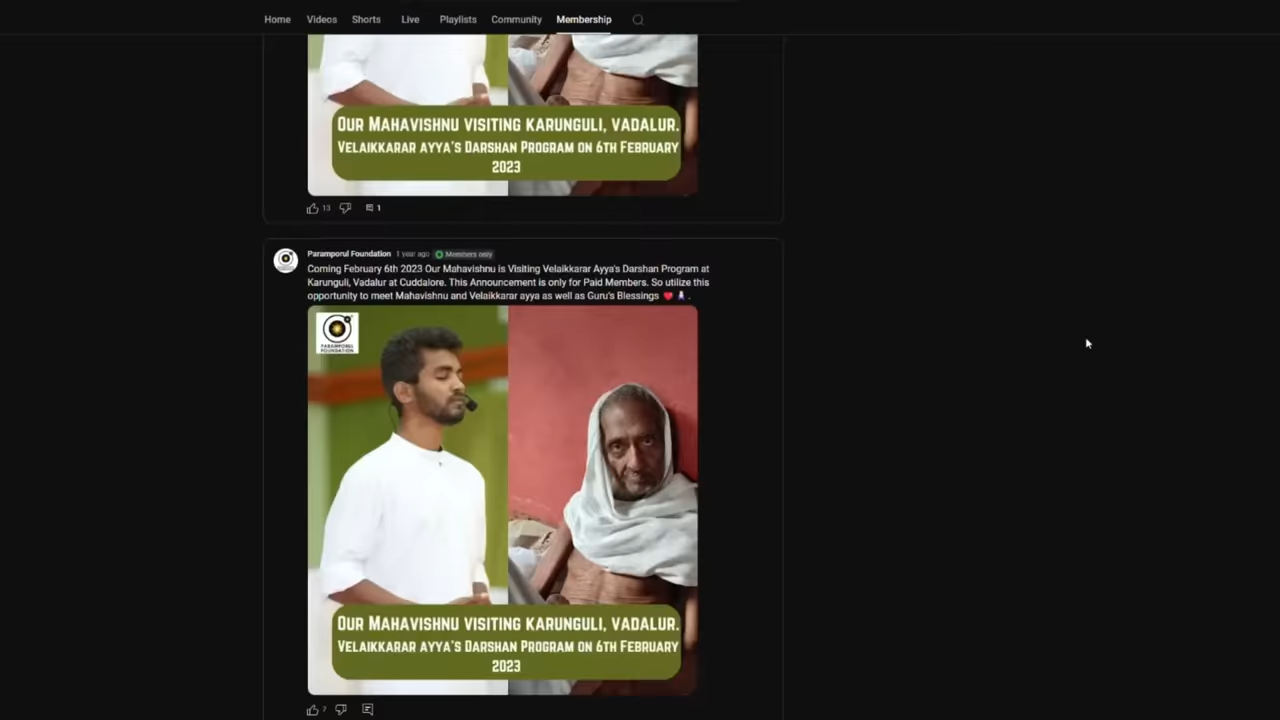 Home Videos Shorts Live Playlists Community Membership
OUR MAHAVISHNU VISITING KARUNGULI, VADALUR.
VELAIKKARAR AYYA'S DARSHAN PROGRAM ON 6TH FEBRUARY
2023
13 1
Paramporul Foundation 1 year ago Members only
Coming February 6th 2023 Our Mahavishnu is Visiting Velaikkarar Ayya's Darshan Program at
Karunguli, Vadalur at Cuddalore. This Announcement is only for Paid Members. So utilize this
opportunity to meet Mahavishnu and Velaikkarar ayya as well as Guru's Blessings ❤️ .
PARAMPORUL
FOUNDATION
OUR MAHAVISHNU VISITING KARUNGULI, VADALUR.
VELAIKKARAR AYYA'S DARSHAN PROGRAM ON 6TH FEBRUARY
2023
7